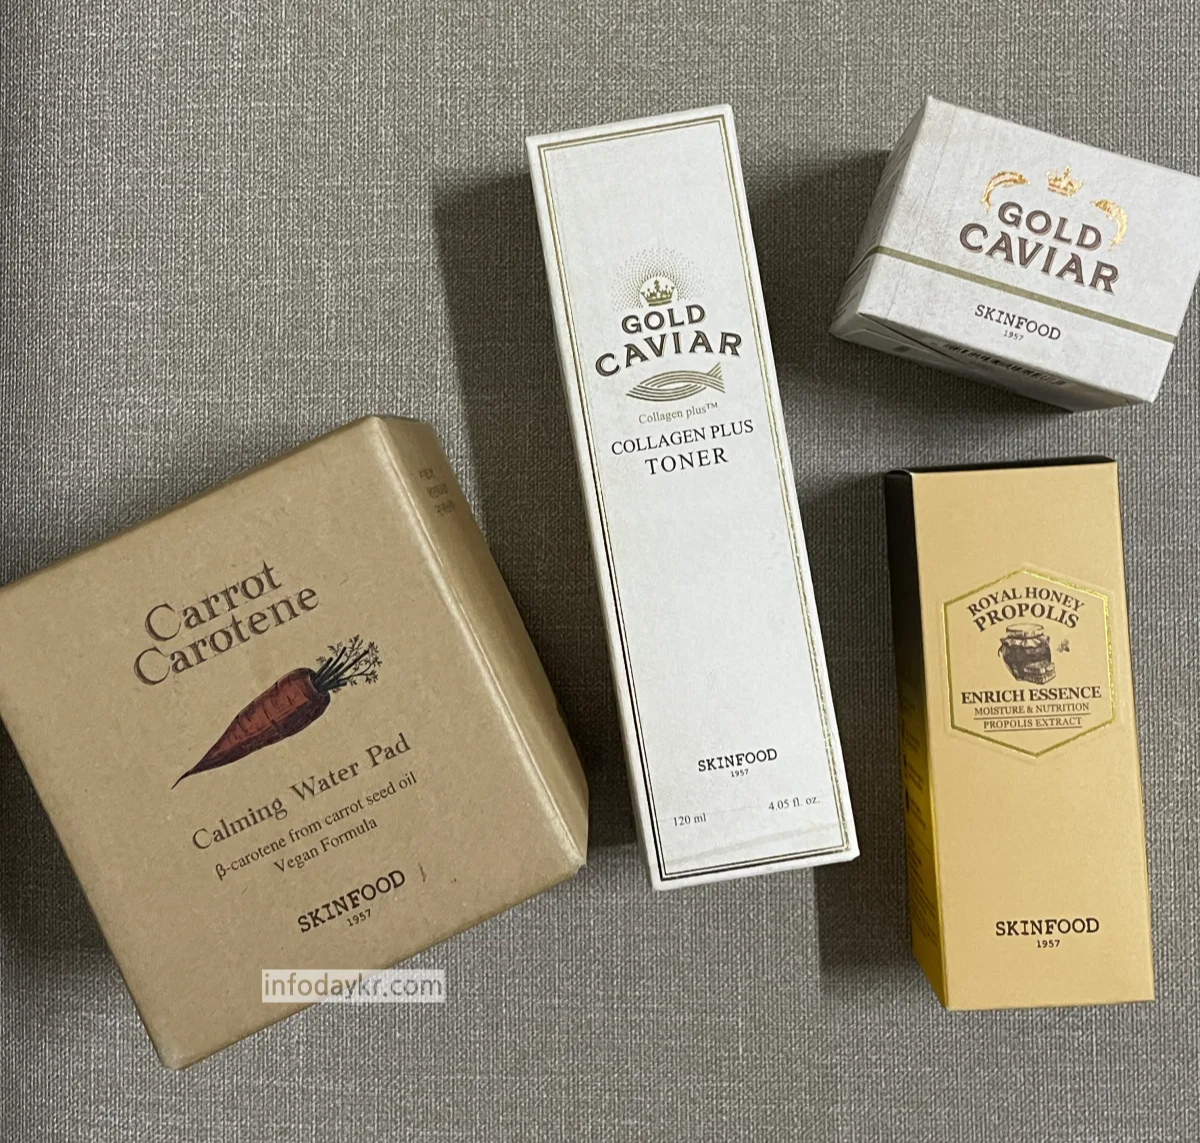 GOLD
CAVIAR
Collagen plus™
COLLAGEN PLUS
TONER
SKINFOOD
1957
120 ml
4.05 fl. oz.
GOLD
CAVIAR
SKINFOOD
1957
Carrot
Carotene
Calming Water Pad
β-carotene from carrot seed oil
Vegan Formula
SKINFOOD
1957
ROYAL HONEY
PROPOLIS
ENRICH ESSENCE
MOISTURE & NUTRITION
PROPOLIS EXTRACT
SKINFOOD
1957
infodaykr.com